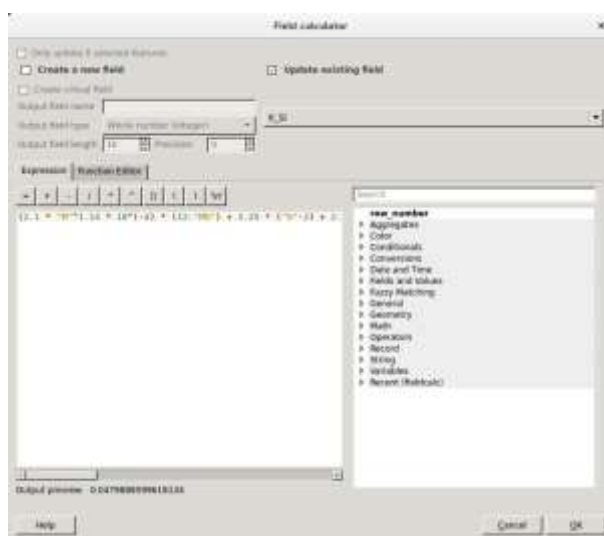 Field calculator
Only update 0 selected features
Create a new field
Update existing field
Create virtual field
Output field name
K_SI
Output field type Whole number (integer)
Output field length 10 Precision
Expression Function Editor
Search
row_number
Aggregates
Color
Conditionals
Conversions
Date and Time
Fields and Values
Fuzzy Matching
General
Geometry
Math
Operators
Record
String
Variables
Recent (fieldcalc)
Output preview:
Help
Cancel
OK